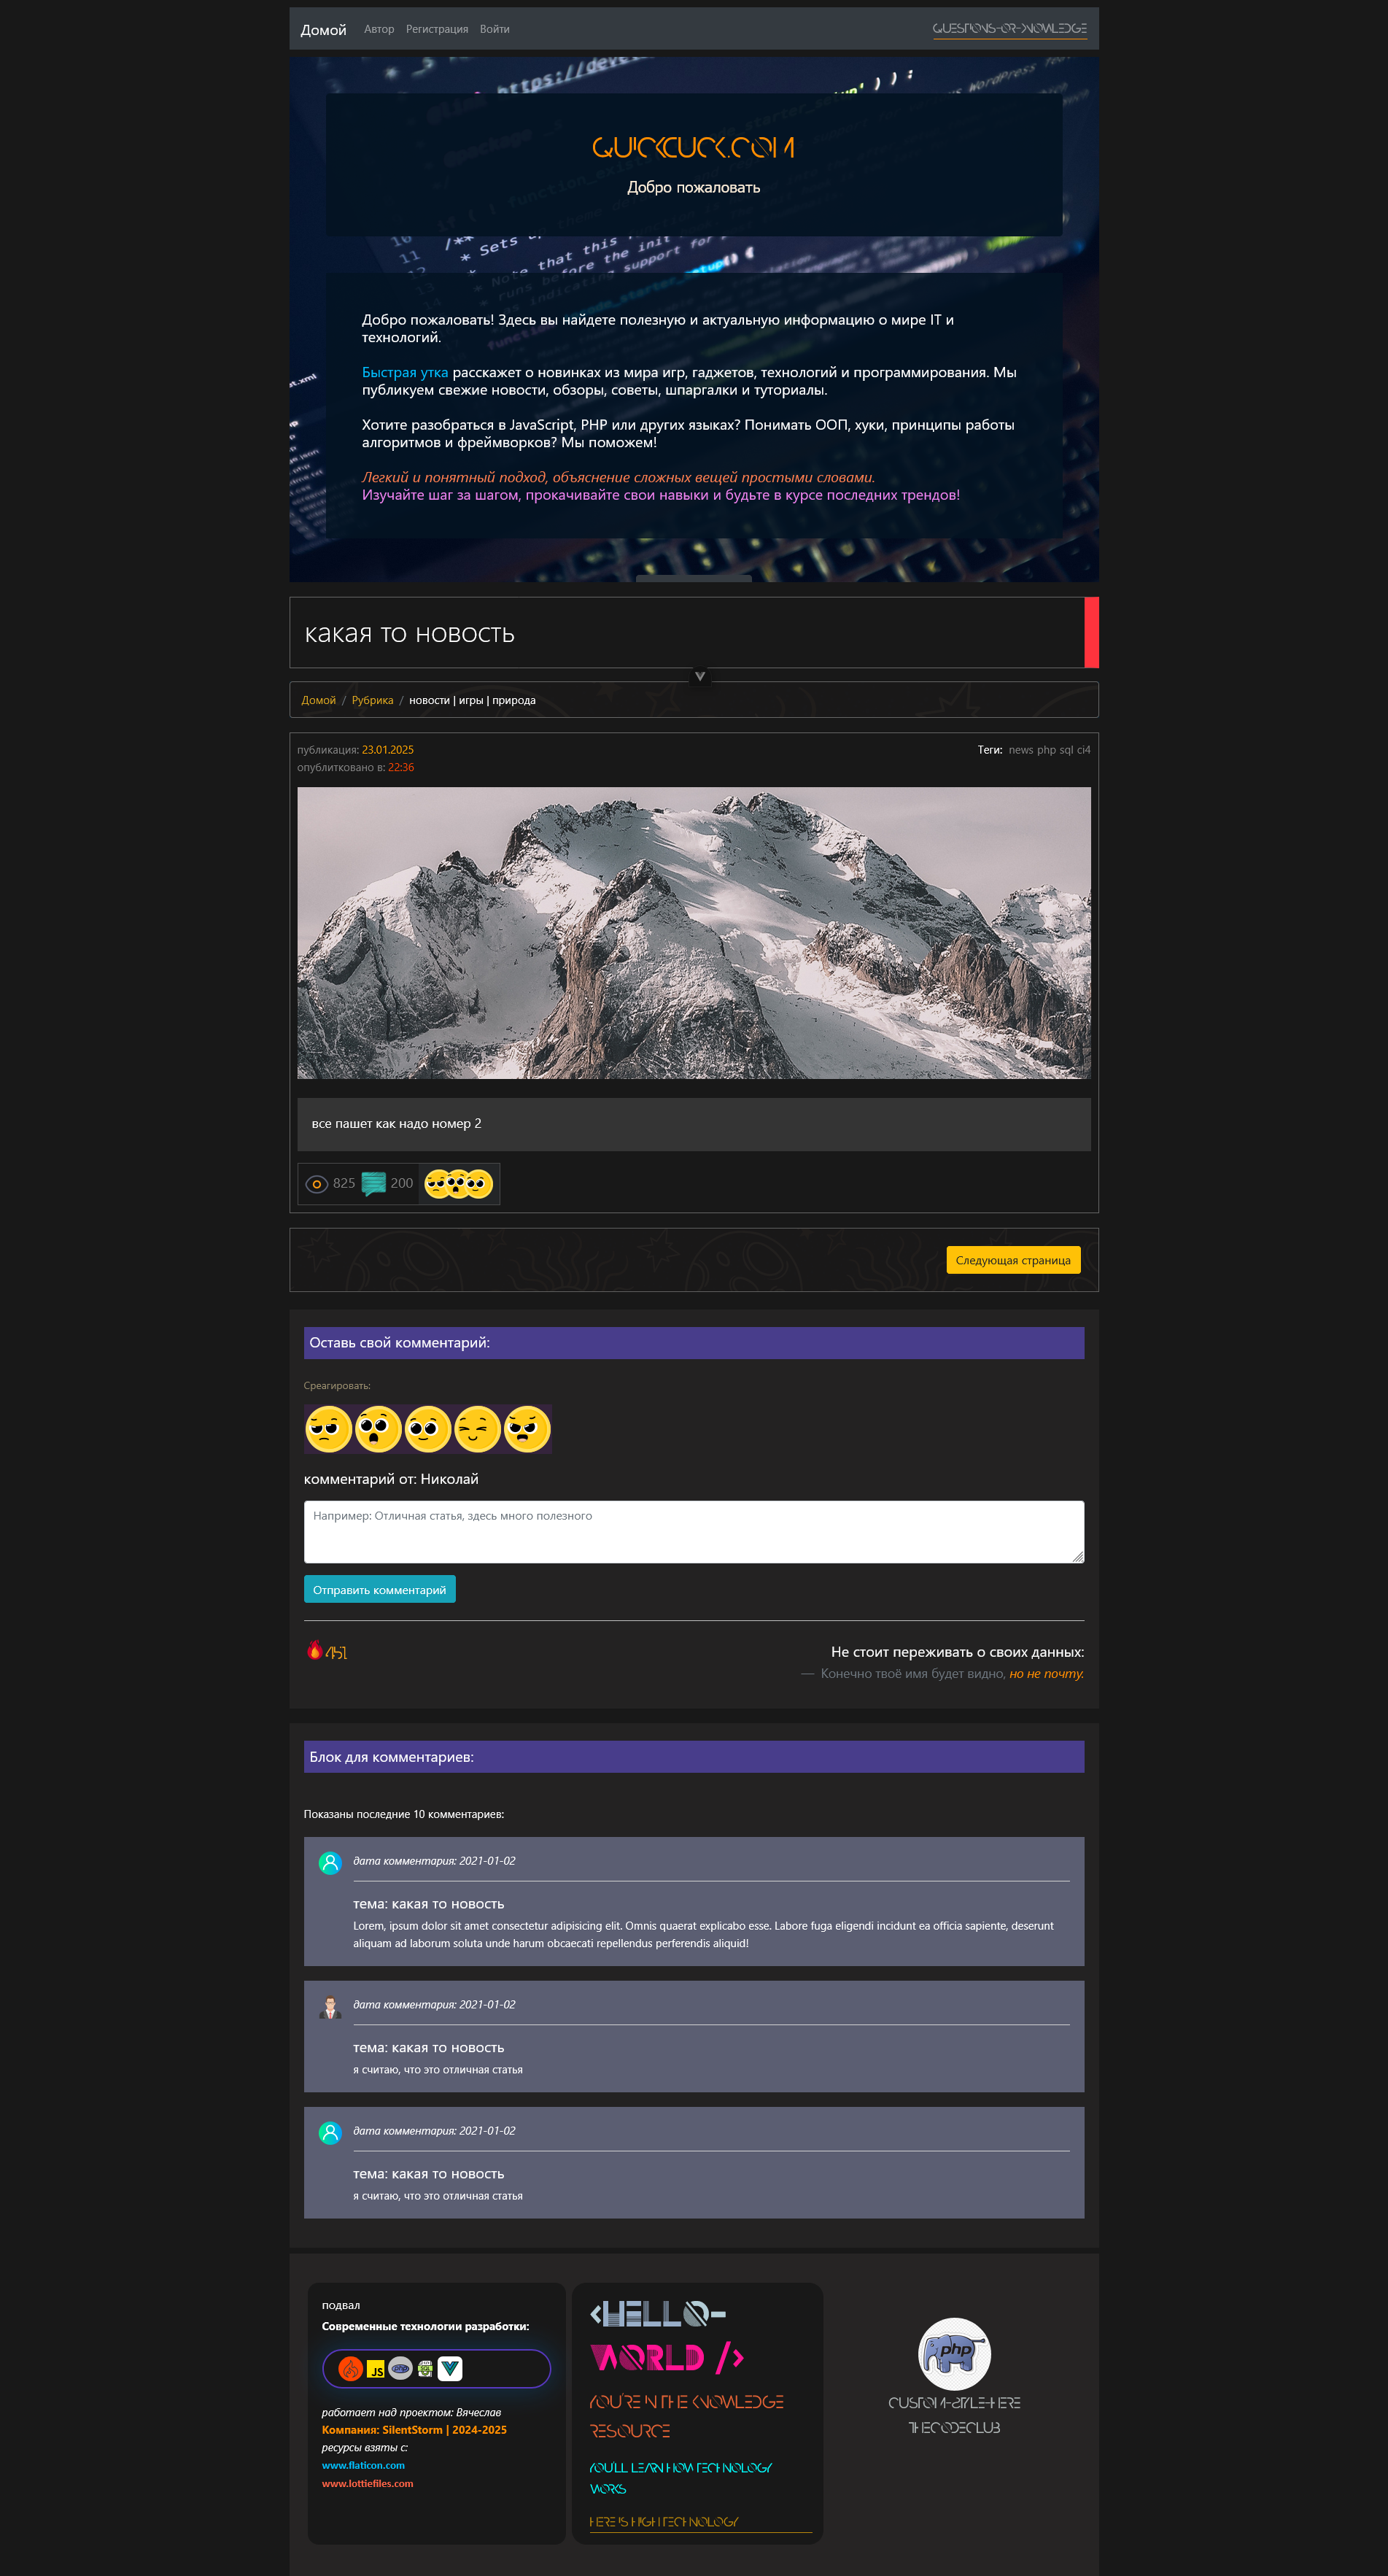 Домой Автор Регистрация Войти
QUESTIONS-OR-KNOWLEDGE
https://deve
QUICKCUCK.COM
Добро пожаловать
Добро пожаловать! Здесь вы найдете полезную и актуальную информацию о мире IT и
технологий.
Быстрая утка расскажет о новинках из мира игр, гаджетов, технологий и программирования. Мы
публикуем свежие новости, обзоры, советы, шпаргалки и туториалы.
Хотите разобраться в JavaScript, PHP или других языках? Понимать ООП, хуки, принципы работы
алгоритмов и фреймворков? Мы поможем!
Легкий и понятный подход, объяснение сложных вещей простыми словами.
Изучайте шаг за шагом, прокачивайте свои навыки и будьте в курсе последних трендов!
какая то новость
Домой / Рубрика / новости | игры | природа
публикация: 23.01.2025
Теги: news php sql ci4
опублитковано в: 22:36
все пашет как надо номер 2
825 200
Следующая страница
Оставь свой комментарий:
Среагировать:
комментарий от: Николай
Например: Отличная статья, здесь много полезного
Отправить комментарий
451
Не стоит переживать о своих данных:
— Конечно твоё имя будет видно, но не почту.
Блок для комментариев:
Показаны последние 10 комментариев:
дата комментария: 2021-01-02
тема: какая то новость
Lorem, ipsum dolor sit amet consectetur adipisicing elit. Omnis quaerat explicabo esse. Labore fuga eligendi incidunt ea officia sapiente, deserunt
aliquam ad laborum soluta unde harum obcaecati repellendus perferendis aliquid!
дата комментария: 2021-01-02
тема: какая то новость
я считаю, что это отличная статья
дата комментария: 2021-01-02
тема: какая то новость
я считаю, что это отличная статья
подвал
Современные технологии разработки:
JS php
работает над проектом: Вячеслав
Компания: SilentStorm | 2024-2025
ресурсы взяты с:
www.flaticon.com
www.lottiefiles.com
<HELLO-
WORLD />
YOU'RE IN THE KNOWLEDGE
RESOURCE
YOU'LL LEARN HOW TECHNOLOGY
WORKS
HERE IS HIGH TECHNOLOGY
php
CUSTOM-STYLE-HERE
THECODECLUB